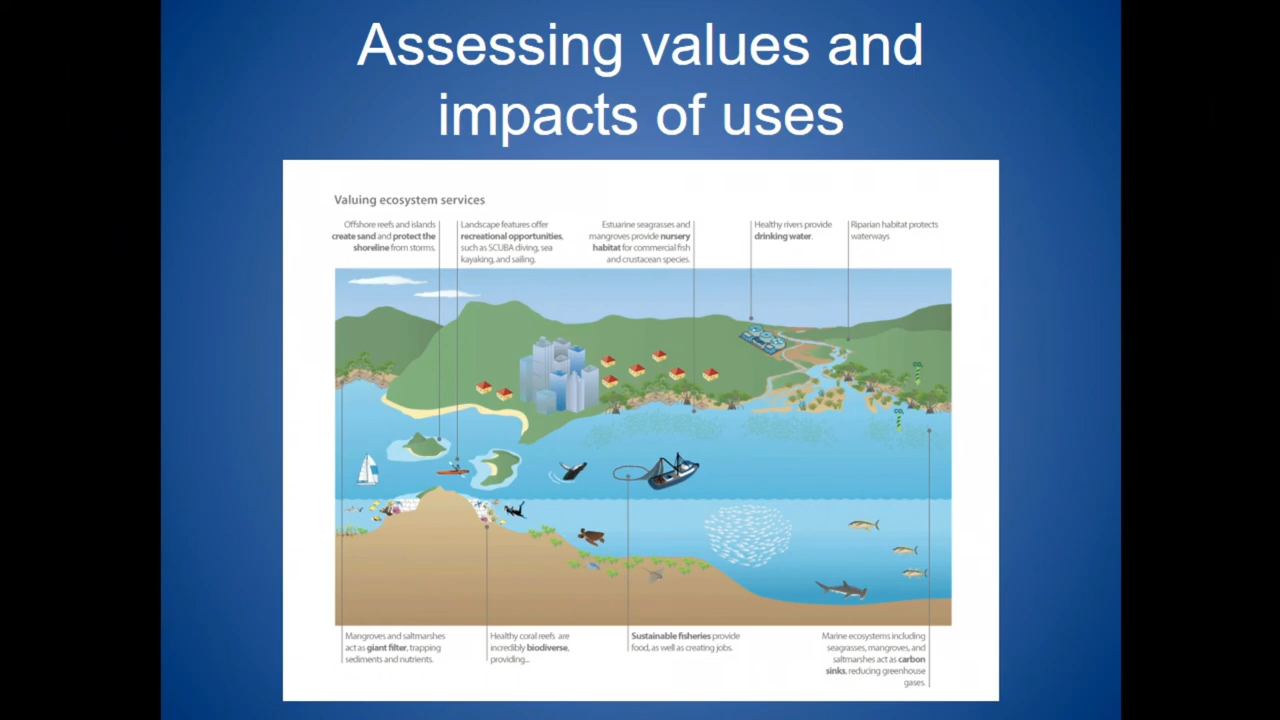 Assessing values and
impacts of uses
Valuing ecosystem services
Offshore reefs and islands
create sand and protect the
shoreline from storms.
Landscape features offer
recreational opportunities,
such as SCUBA diving, sea
kayaking, and sailing.
Estuarine seagrasses and
mangroves provide nursery
habitat for commercial fish
and crustacean species.
Healthy rivers provide
drinking water.
Riparian habitat protects
waterways
CO₂
CO₂
Mangroves and saltmarshes
act as giant filter, trapping
sediments and nutrients.
Healthy coral reefs are
incredibly biodiverse,
providing...
Sustainable fisheries provide
food, as well as creating jobs.
Marine ecosystems including
seagrasses, mangroves, and
saltmarshes act as carbon
sinks, reducing greenhouse
gases.